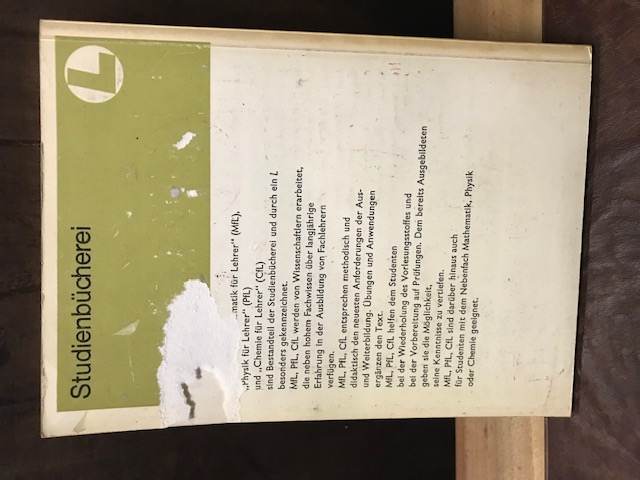 Studienbücherei
L
matik für Lehrer" (MfL),
„Physik für Lehrer" (PfL)
und „Chemie für Lehrer" (CfL)
sind Bestandteil der Studienbücherei und durch ein L
besonders gekennzeichnet.
MfL, PfL, CfL werden von Wissenschaftlern erarbeitet,
die neben hohem Fachwissen über langjährige
Erfahrung in der Ausbildung von Fachlehrern
verfügen.
MfL, PfL, CfL entsprechen methodisch und
didaktisch den neuesten Anforderungen der Aus-
und Weiterbildung. Übungen und Anwendungen
ergänzen den Text.
MfL, PfL, CfL helfen dem Studenten
bei der Wiederholung des Vorlesungsstoffes und
bei der Vorbereitung auf Prüfungen. Dem bereits Ausgebildeten
geben sie die Möglichkeit,
seine Kenntnisse zu vertiefen.
MfL, PfL, CfL sind darüber hinaus auch
für Studenten mit dem Nebenfach Mathematik, Physik
oder Chemie geeignet.